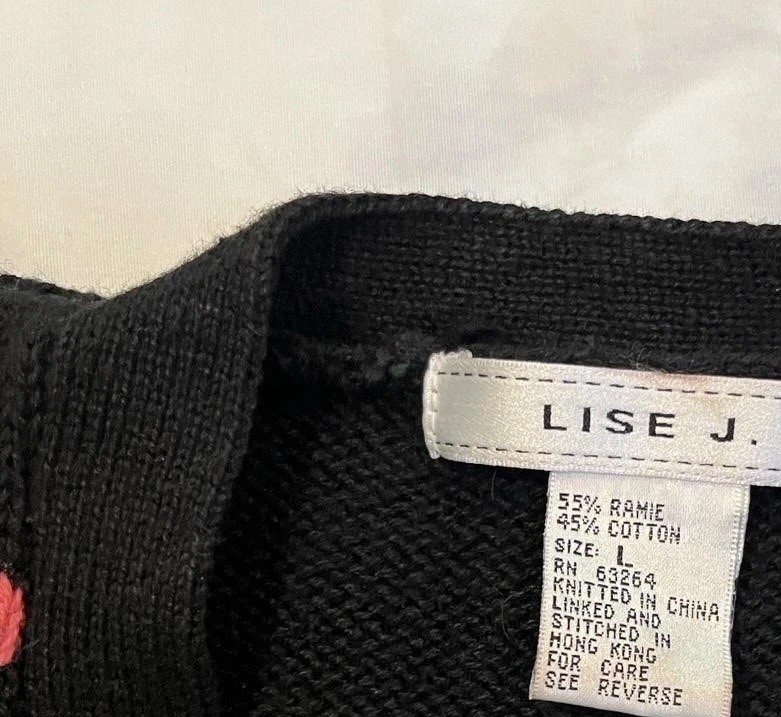 LISE J.
55% RAMIE
45% COTTON
SIZE: L
RN 63264
KNITTED IN CHINA
LINKED AND
STITCHED IN
HONG KONG
FOR CARE
SEE REVERSE